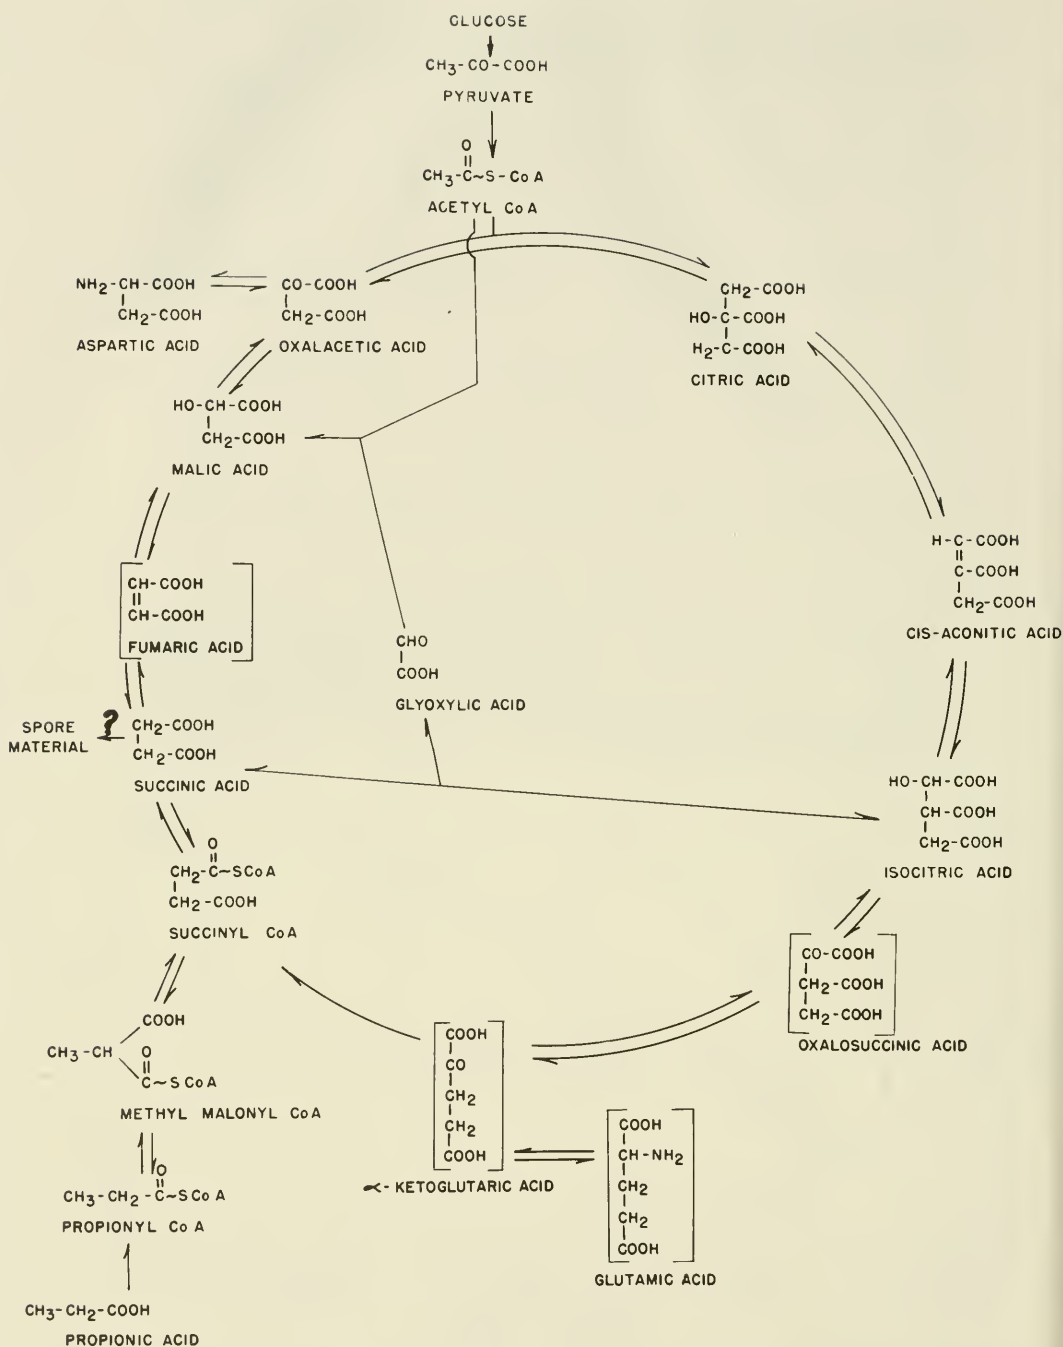 GLUCOSE
CH3-CO-COOH
PYRUVATE
O
CH3-C~S-CoA
ACETYL CoA
NH2-CH-COOH
CH2-COOH
ASPARTIC ACID
CO-COOH
CH2-COOH
OXALACETIC ACID
CH2-COOH
HO-C-COOH
H2-C-COOH
CITRIC ACID
HO-CH-COOH
CH2-COOH
MALIC ACID
H-C-COOH
C-COOH
CH2-COOH
CIS-ACONITIC ACID
CH-COOH
CH-COOH
FUMARIC ACID
CHO
COOH
GLYOXYLIC ACID
SPORE
MATERIAL
?
CH2-COOH
CH2-COOH
SUCCINIC ACID
HO-CH-COOH
CH-COOH
CH2-COOH
ISOCITRIC ACID
O
CH2-C~SCoA
CH2-COOH
SUCCINYL CoA
CO-COOH
CH2-COOH
CH2-COOH
OXALOSUCCINIC ACID
COOH
CH3-CH
O
C~SCoA
METHYL MALONYL CoA
COOH
CO
CH2
CH2
COOH
∝-KETOGLUTARIC ACID
COOH
CH-NH2
CH2
CH2
COOH
GLUTAMIC ACID
O
CH3-CH2-C~SCoA
PROPIONYL CoA
CH3-CH2-COOH
PROPIONIC ACID